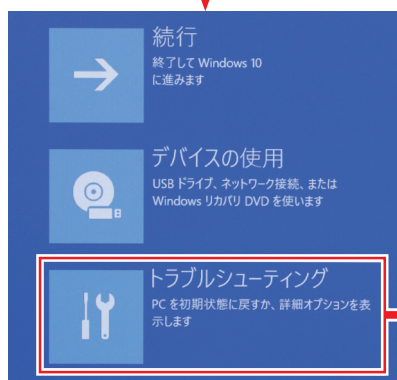 続行
終了して Windows 10
に進みます
デバイスの使用
USB ドライブ、ネットワーク接続、または
Windows リカバリ DVD を使います
トラブルシューティング
PC を初期状態に戻すか、詳細オプションを表
示します